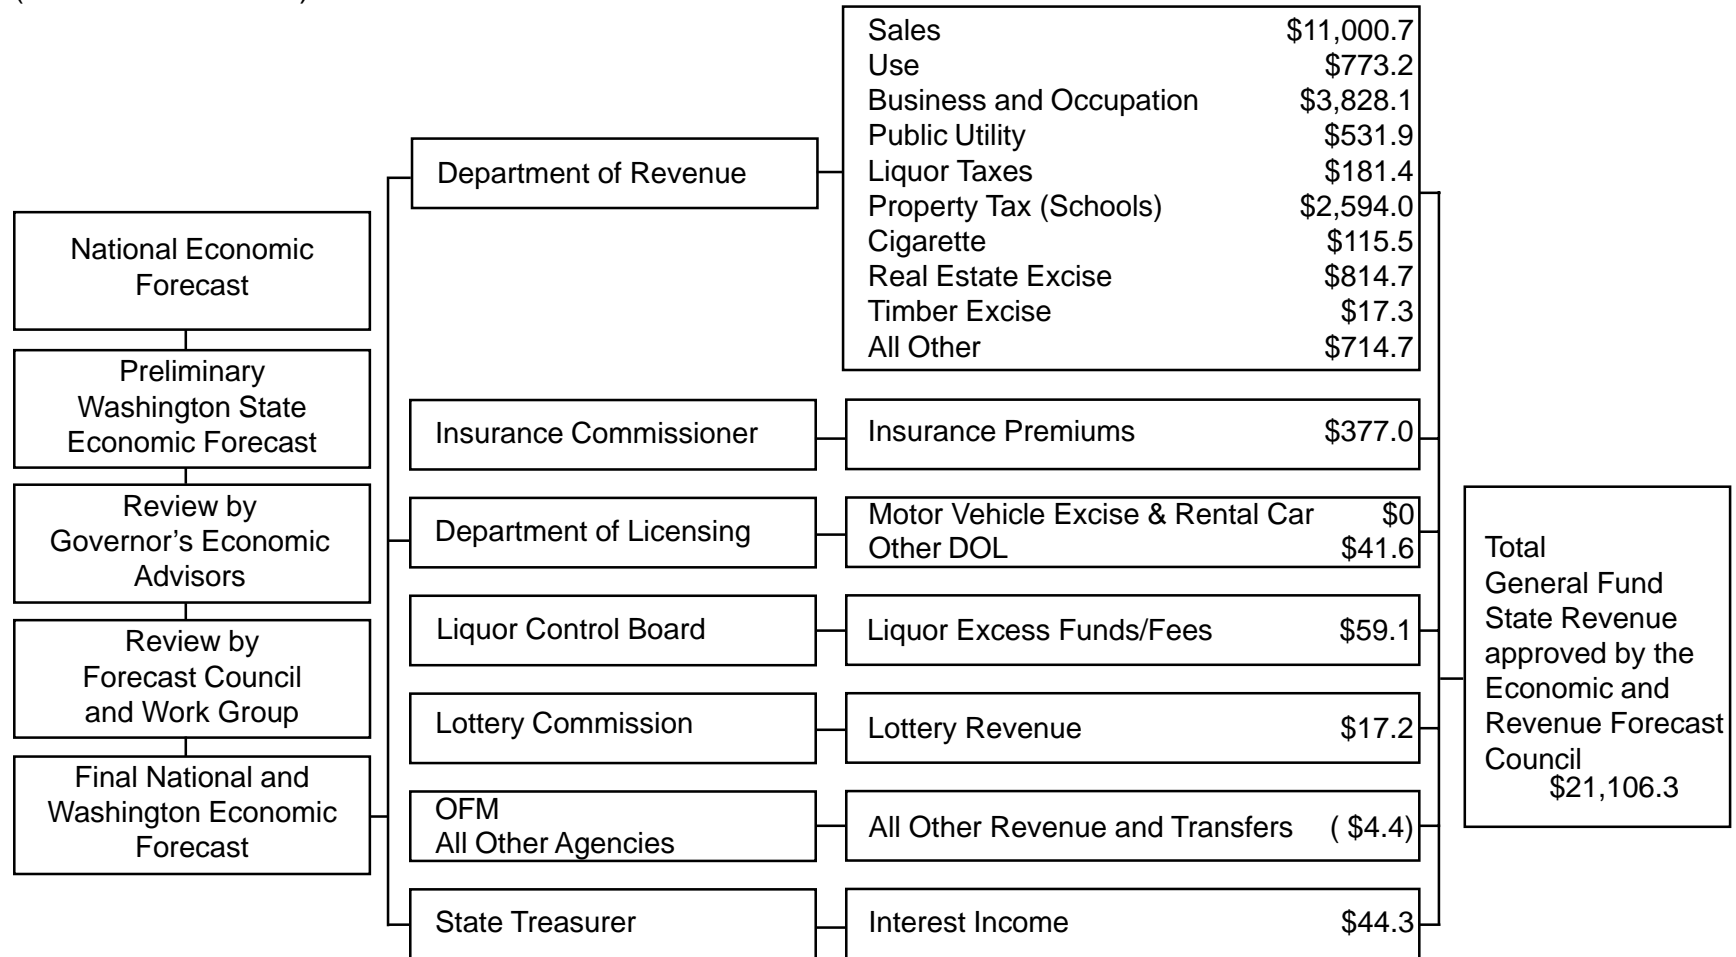 National Economic
Forecast
Preliminary
Washington State
Economic Forecast
Review by
Governor's Economic
Advisors
Review by
Forecast Council
and Work Group
Final National and
Washington Economic
Forecast
Department of Revenue
Sales $11,000.7
Use $773.2
Business and Occupation $3,828.1
Public Utility $531.9
Liquor Taxes $181.4
Property Tax (Schools) $2,594.0
Cigarette $115.5
Real Estate Excise $814.7
Timber Excise $17.3
All Other $714.7
Insurance Commissioner
Insurance Premiums $377.0
Department of Licensing
Motor Vehicle Excise & Rental Car $0
Other DOL $41.6
Liquor Control Board
Liquor Excess Funds/Fees $59.1
Lottery Commission
Lottery Revenue $17.2
OFM
All Other Agencies
All Other Revenue and Transfers ( $4.4)
State Treasurer
Interest Income $44.3
Total
General Fund
State Revenue
approved by the
Economic and
Revenue Forecast
Council
$21,106.3